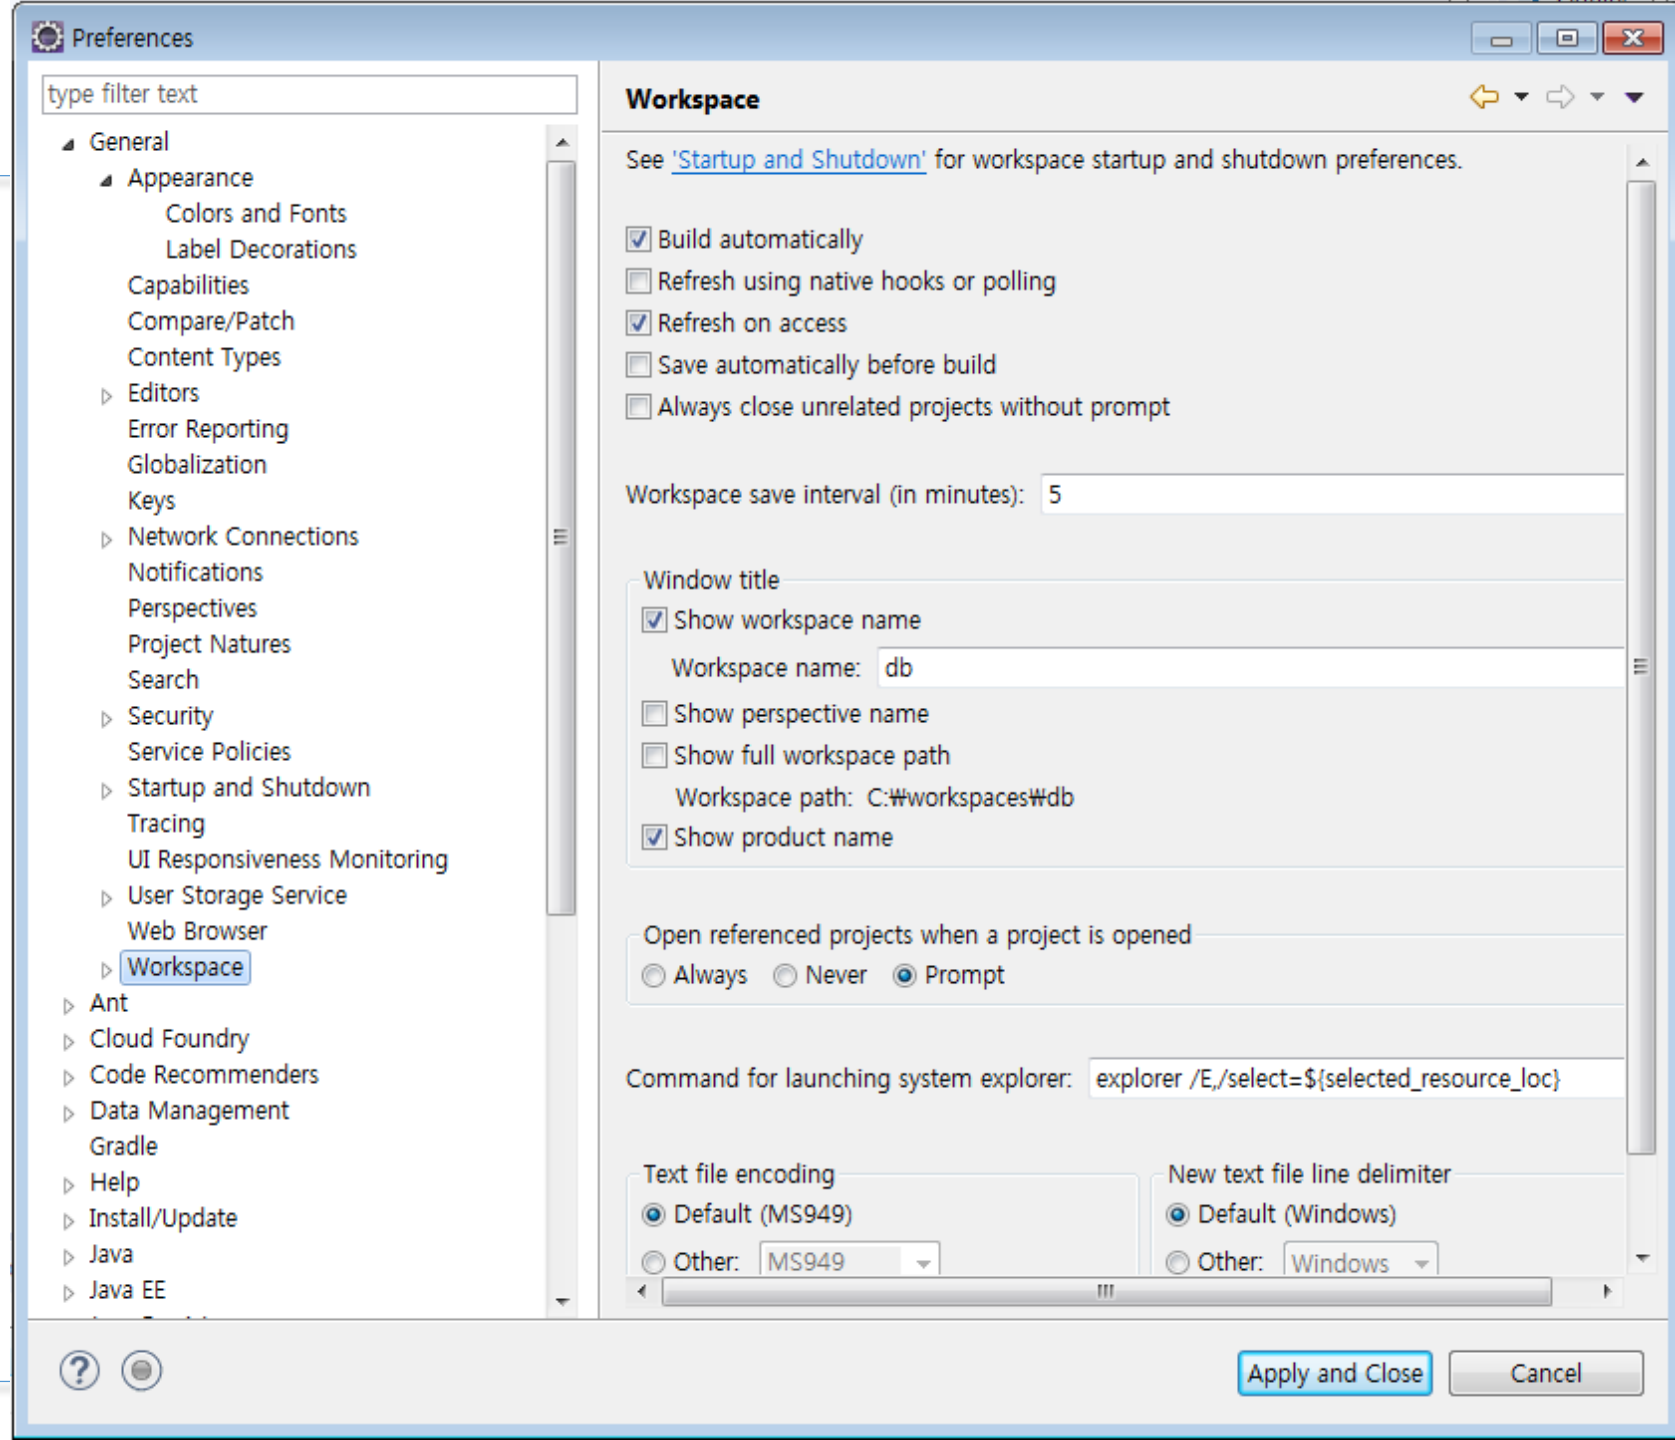 Preferences
type filter text
General
Appearance
Colors and Fonts
Label Decorations
Capabilities
Compare/Patch
Content Types
Editors
Error Reporting
Globalization
Keys
Network Connections
Notifications
Perspectives
Project Natures
Search
Security
Service Policies
Startup and Shutdown
Tracing
UI Responsiveness Monitoring
User Storage Service
Web Browser
Workspace
Ant
Cloud Foundry
Code Recommenders
Data Management
Gradle
Help
Install/Update
Java
Java EE
Workspace
See 'Startup and Shutdown' for workspace startup and shutdown preferences.
Build automatically
Refresh using native hooks or polling
Refresh on access
Save automatically before build
Always close unrelated projects without prompt
Workspace save interval (in minutes): 5
Window title
Show workspace name
Workspace name: db
Show perspective name
Show full workspace path
Workspace path: C:₩workspaces₩db
Show product name
Open referenced projects when a project is opened
Always Never Prompt
Command for launching system explorer: explorer /E,/select=${selected_resource_loc}
Text file encoding
Default (MS949)
Other: MS949
New text file line delimiter
Default (Windows)
Other: Windows
Apply and Close Cancel